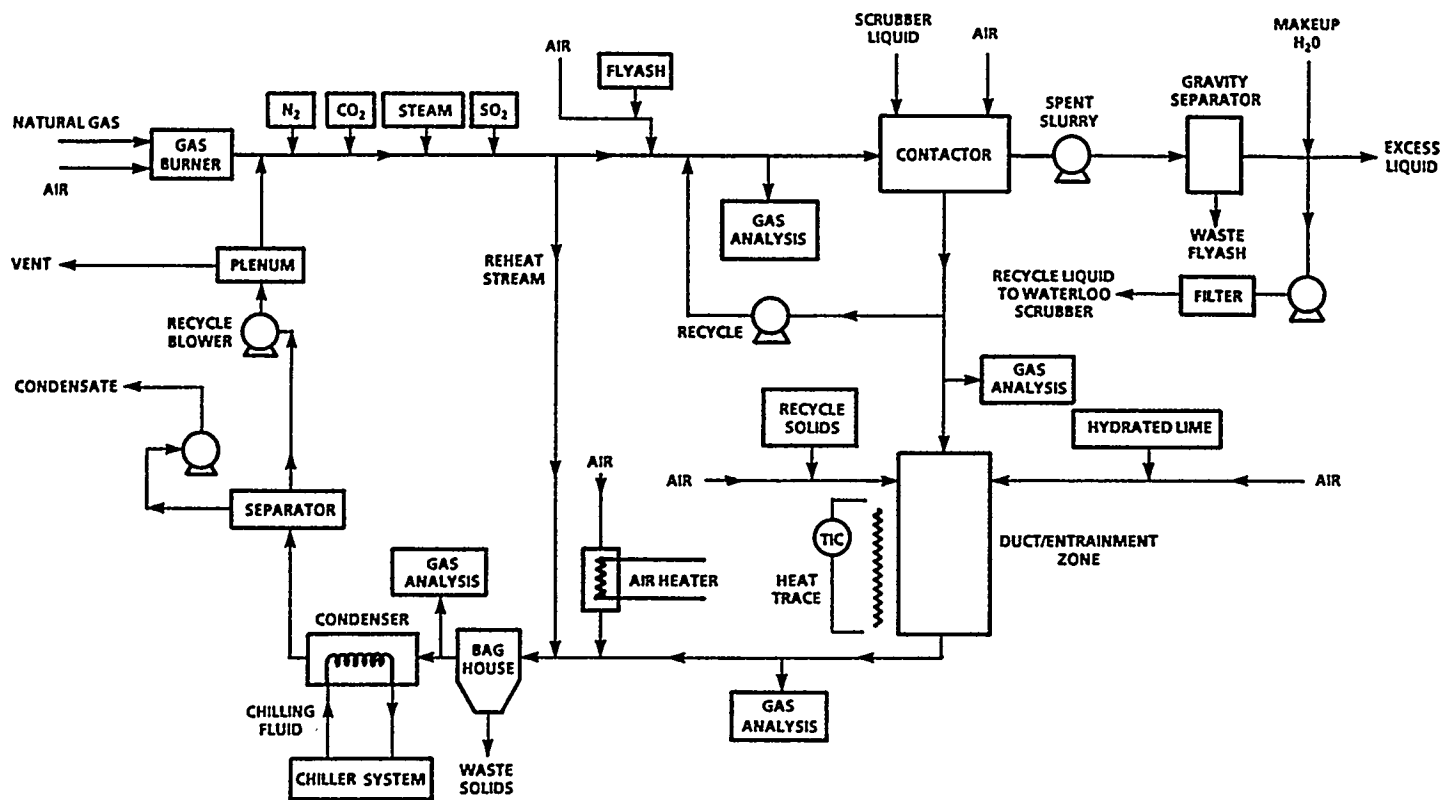 SCRUBBER
LIQUID
AIR
MAKEUP
H₂0
AIR
FLYASH
GRAVITY
SEPARATOR
SPENT
SLURRY
N₂
CO₂
STEAM
SO₂
NATURAL GAS
GAS
BURNER
AIR
CONTACTOR
EXCESS
LIQUID
GAS
ANALYSIS
WASTE
FLYASH
VENT
PLENUM
REHEAT
STREAM
RECYCLE LIQUID
TO WATERLOO
SCRUBBER
FILTER
RECYCLE
BLOWER
RECYCLE
CONDENSATE
GAS
ANALYSIS
RECYCLE
SOLIDS
HYDRATED LIME
AIR
AIR
AIR
SEPARATOR
TIC
DUCT/ENTRAINMENT
ZONE
GAS
ANALYSIS
AIR HEATER
HEAT
TRACE
CONDENSER
BAG
HOUSE
GAS
ANALYSIS
CHILLING
FLUID
CHILLER SYSTEM
WASTE
SOLIDS